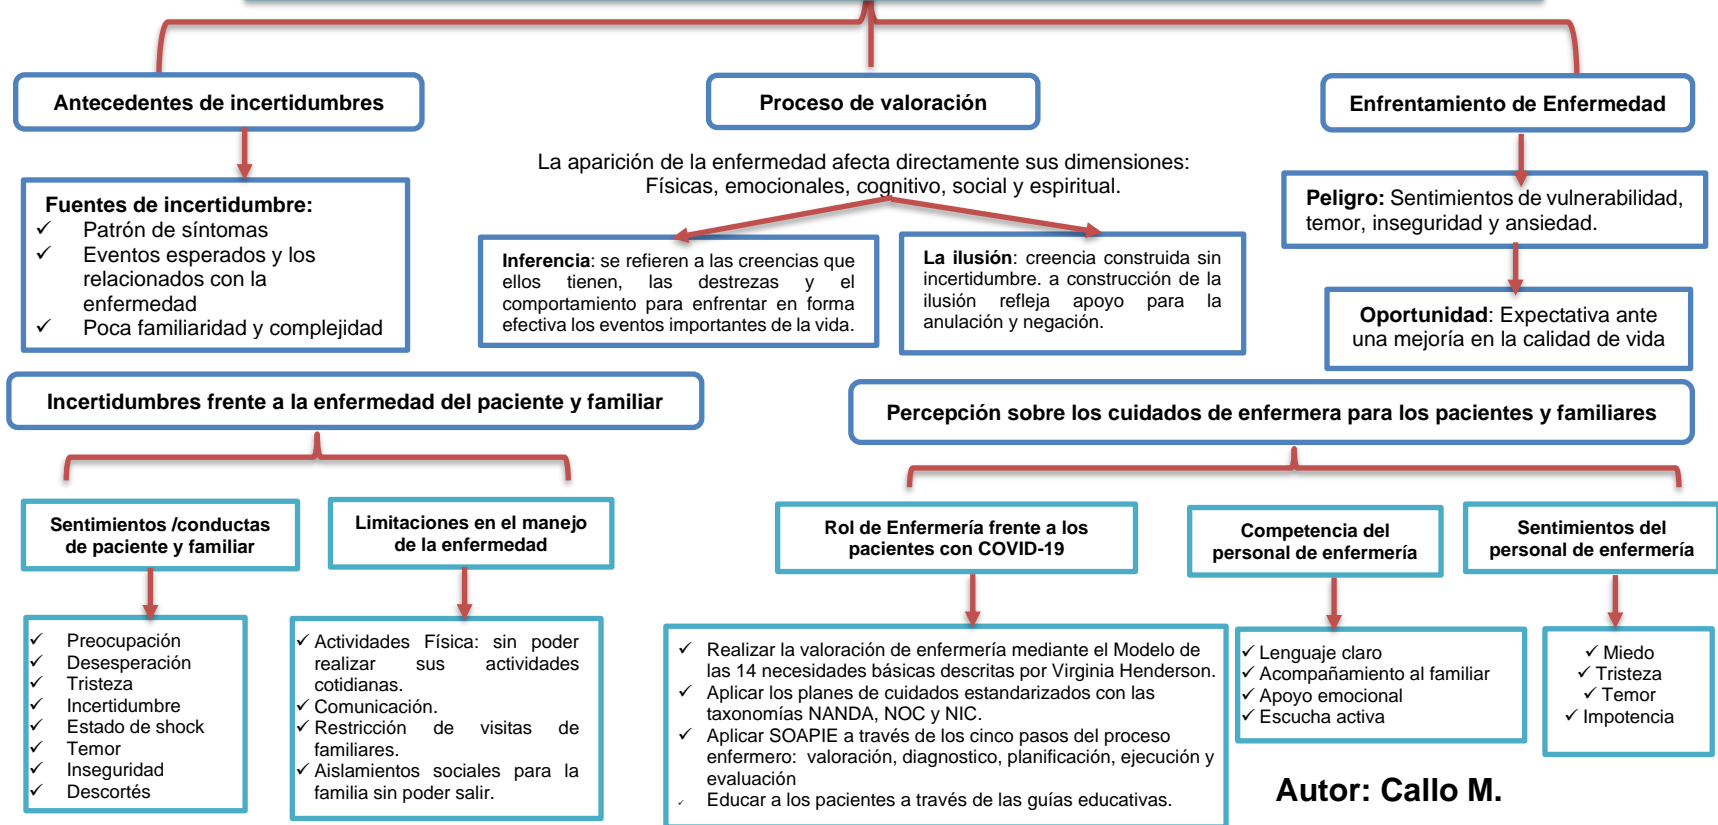 Antecedentes de incertidumbres
Proceso de valoración
Enfrentamiento de Enfermedad
Fuentes de incertidumbre:
✓ Patrón de síntomas
✓ Eventos esperados y los
relacionados con la
enfermedad
✓ Poca familiaridad y complejidad
La aparición de la enfermedad afecta directamente sus dimensiones:
Físicas, emocionales, cognitivo, social y espiritual.
Inferencia: se refieren a las creencias que
ellos tienen, las destrezas y el
comportamiento para enfrentar en forma
efectiva los eventos importantes de la vida.
La ilusión: creencia construida sin
incertidumbre. a construcción de la
ilusión refleja apoyo para la
anulación y negación.
Peligro: Sentimientos de vulnerabilidad,
temor, inseguridad y ansiedad.
Oportunidad: Expectativa ante
una mejoría en la calidad de vida
Incertidumbres frente a la enfermedad del paciente y familiar
Percepción sobre los cuidados de enfermera para los pacientes y familiares
Sentimientos /conductas
de paciente y familiar
Limitaciones en el manejo
de la enfermedad
Rol de Enfermería frente a los
pacientes con COVID-19
Competencia del
personal de enfermería
Sentimientos del
personal de enfermería
✓ Preocupación
✓ Desesperación
✓ Tristeza
✓ Incertidumbre
✓ Estado de shock
✓ Temor
✓ Inseguridad
✓ Descortés
✓ Actividades Física: sin poder
realizar sus actividades
cotidianas.
✓ Comunicación.
✓ Restricción de visitas de
familiares.
✓ Aislamientos sociales para la
familia sin poder salir.
✓ Realizar la valoración de enfermería mediante el Modelo de
las 14 necesidades básicas descritas por Virginia Henderson.
✓ Aplicar los planes de cuidados estandarizados con las
taxonomías NANDA, NOC y NIC.
✓ Aplicar SOAPIE a través de los cinco pasos del proceso
enfermero: valoración, diagnostico, planificación, ejecución y
evaluación
✓ Educar a los pacientes a través de las guías educativas.
✓ Lenguaje claro
✓ Acompañamiento al familiar
✓ Apoyo emocional
✓ Escucha activa
✓ Miedo
✓ Tristeza
✓ Temor
✓ Impotencia
Autor: Callo M.